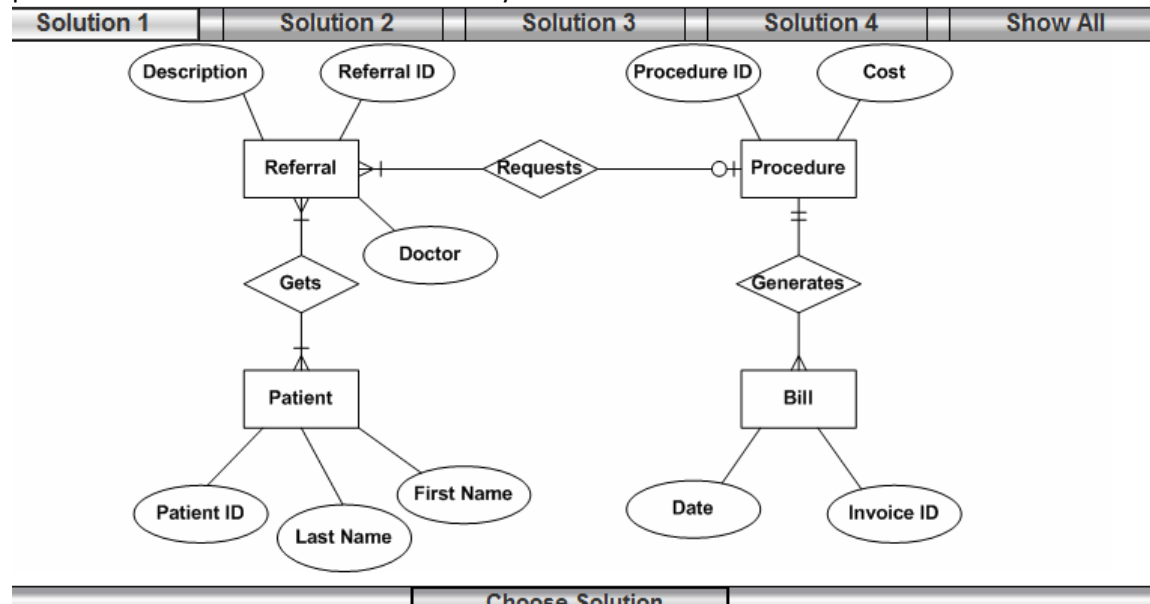 Solution 1 Solution 2 Solution 3 Solution 4 Show All
Description Referral ID Procedure ID Cost
Referral Requests Procedure
Doctor
Gets Generates
Patient Bill
First Name
Patient ID Date Invoice ID
Last Name
Choose Solution